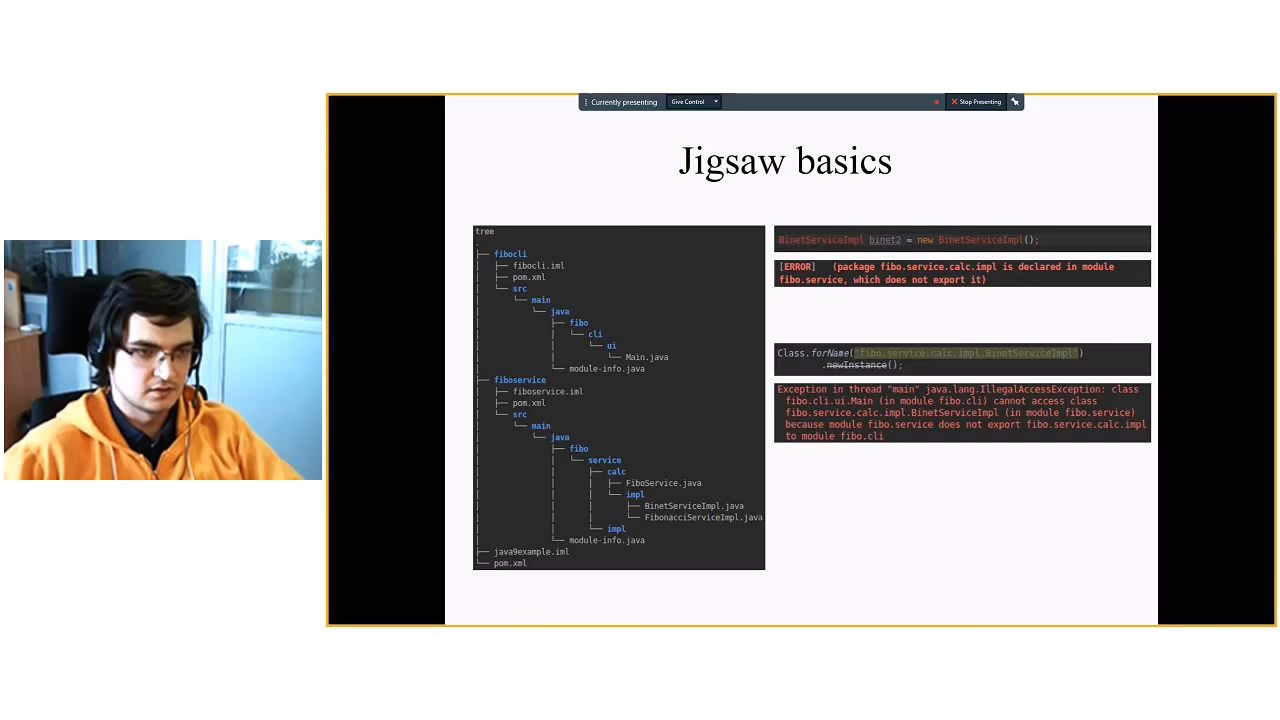 Currently presenting
Give Control
Stop Presenting
Jigsaw basics
tree
.
├── fibocli
│   ├── fibocli.iml
│   ├── pom.xml
│   └── src
│       └── main
│           └── java
│               ├── fibo
│               │   └── cli
│               │       └── ui
│               │           └── Main.java
│               └── module-info.java
├── fiboservice
│   ├── fiboservice.iml
│   ├── pom.xml
│   └── src
│       └── main
│           └── java
│               ├── fibo
│               │   └── service
│               │       ├── calc
│               │       │   ├── FiboService.java
│               │       │   └── impl
│               │       │       ├── BinetServiceImpl.java
│               │       │       └── FibonacciServiceImpl.java
│               │       └── impl
│               └── module-info.java
├── java9example.iml
└── pom.xml
BinetServiceImpl binet2 = new BinetServiceImpl();
[ERROR] (package fibo.service.calc.impl is declared in module
fibo.service, which does not export it)
Class.forName("fibo.service.calc.impl.BinetServiceImpl")
.newInstance();
Exception in thread "main" java.lang.IllegalAccessException: class
fibo.cli.ui.Main (in module fibo.cli) cannot access class
fibo.service.calc.impl.BinetServiceImpl (in module fibo.service)
because module fibo.service does not export fibo.service.calc.impl
to module fibo.cli